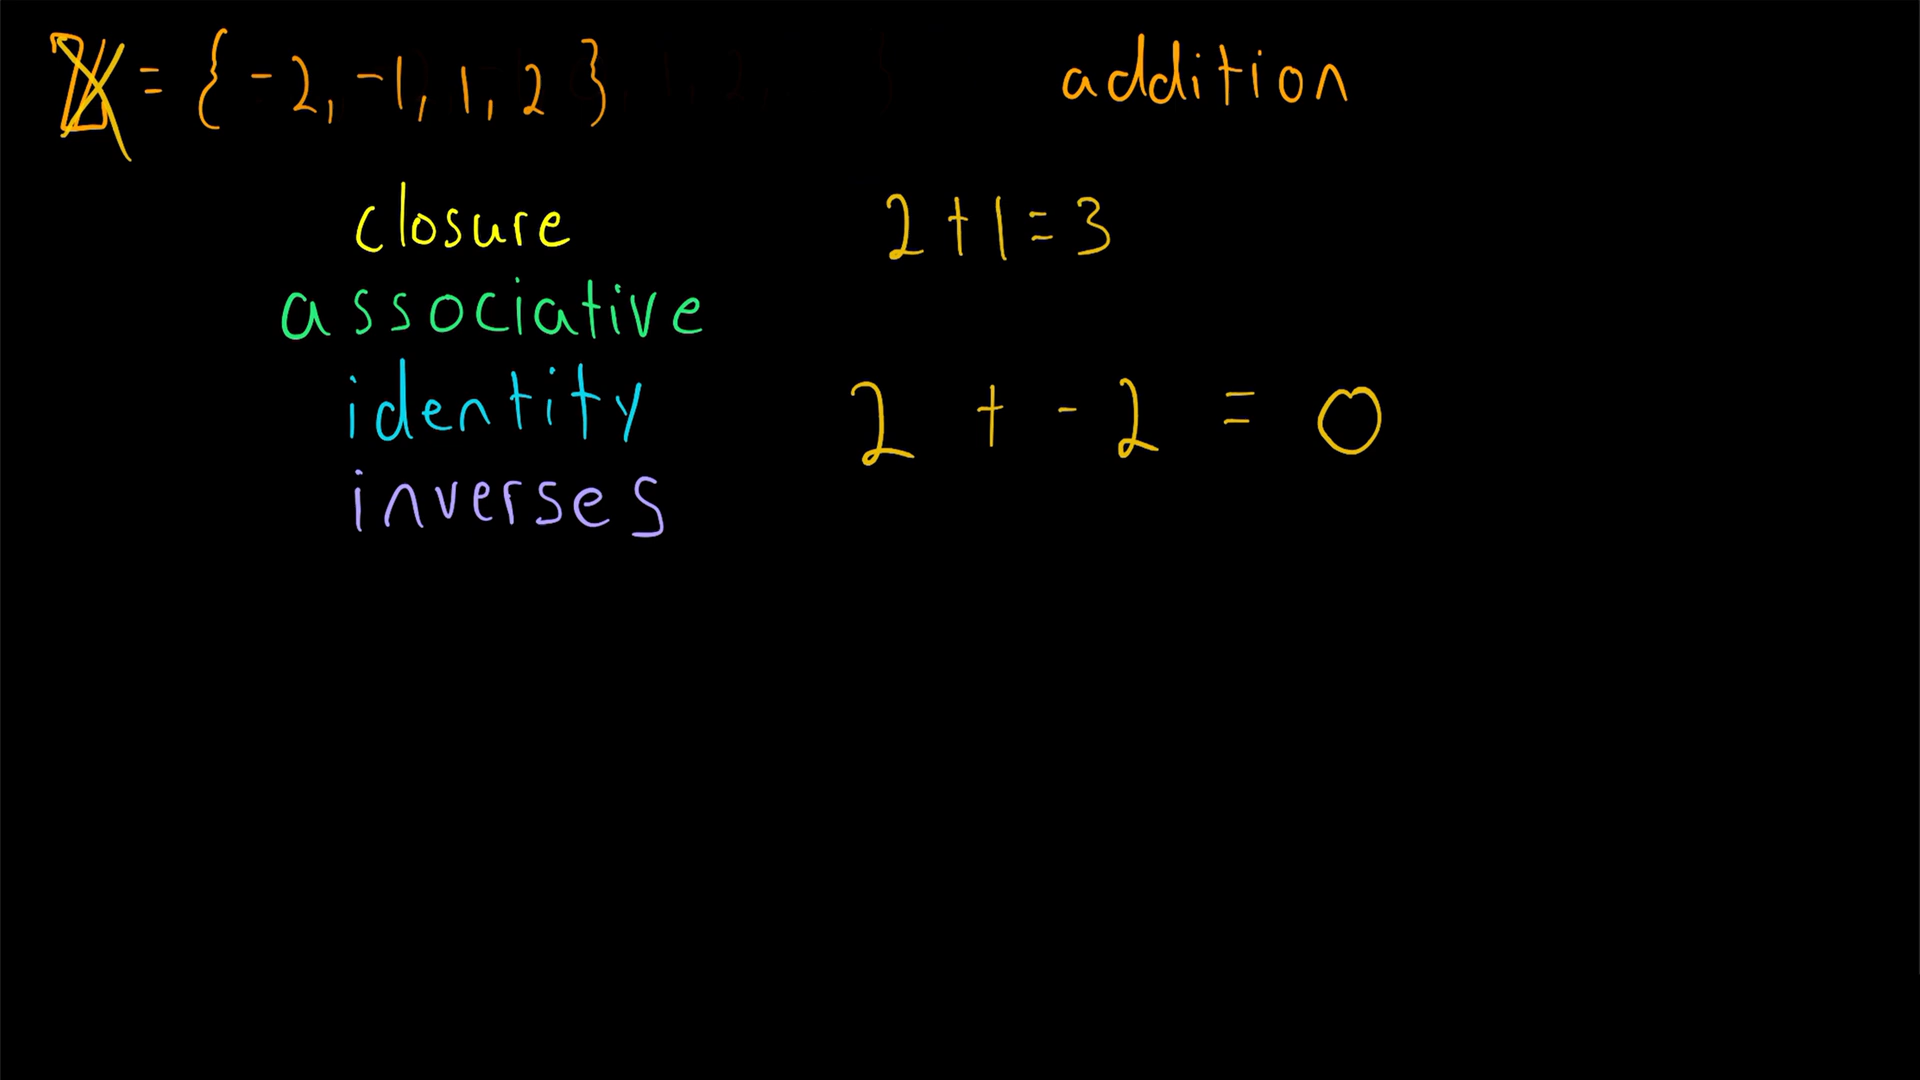 ℤ = { -2, -1, 1, 2 } addition
closure 2 + 1 = 3
associative
identity 2 + - 2 = 0
inverses